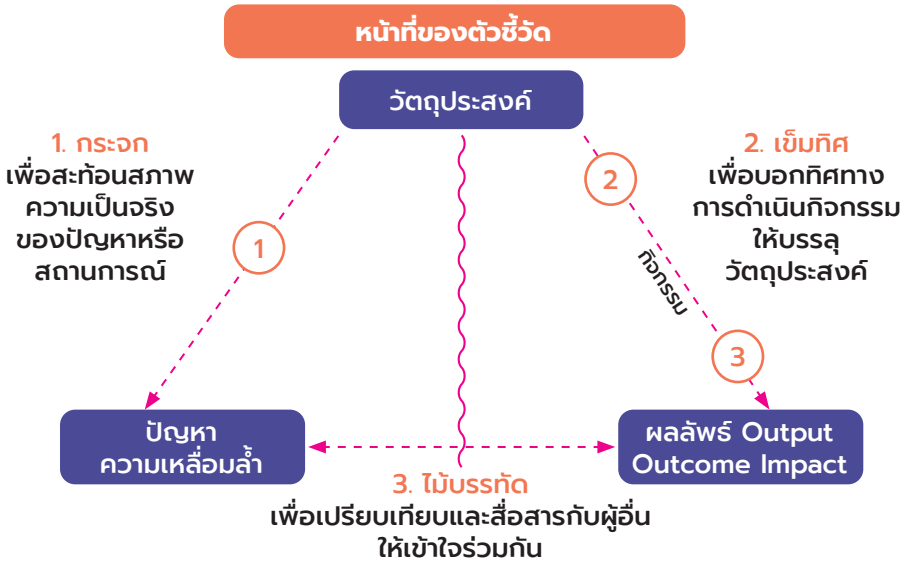 หน้าที่ของตัวชี้วัด
วัตถุประสงค์
1. กระจก
เพื่อสะท้อนสภาพ
ความเป็นจริง
ของปัญหาหรือ
สถานการณ์
1
2
กิจกรรม
3
2. เข็มทิศ
เพื่อบอกทิศทาง
การดำเนินกิจกรรม
ให้บรรลุ
วัตถุประสงค์
ปัญหา
ความเหลื่อมล้ำ
ผลลัพธ์ Output
Outcome Impact
3. ไม้บรรทัด
เพื่อเปรียบเทียบและสื่อสารกับผู้อื่น
ให้เข้าใจร่วมกัน